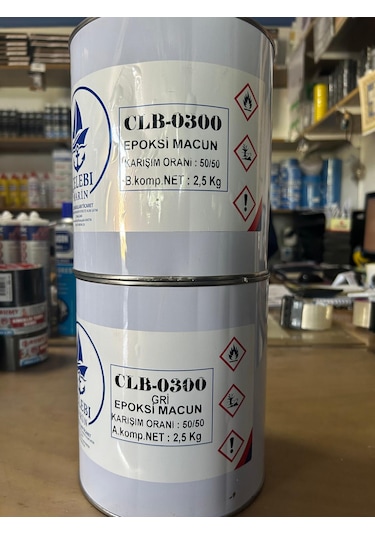 CLB-0300
EPOKSİ MACUN
KARIŞIM ORANI : 50/50
B.komp.NET : 2,5 Kg
CLB-0300
GRİ
EPOKSİ MACUN
KARIŞIM ORANI : 50/50
A.komp.NET : 2,5 Kg